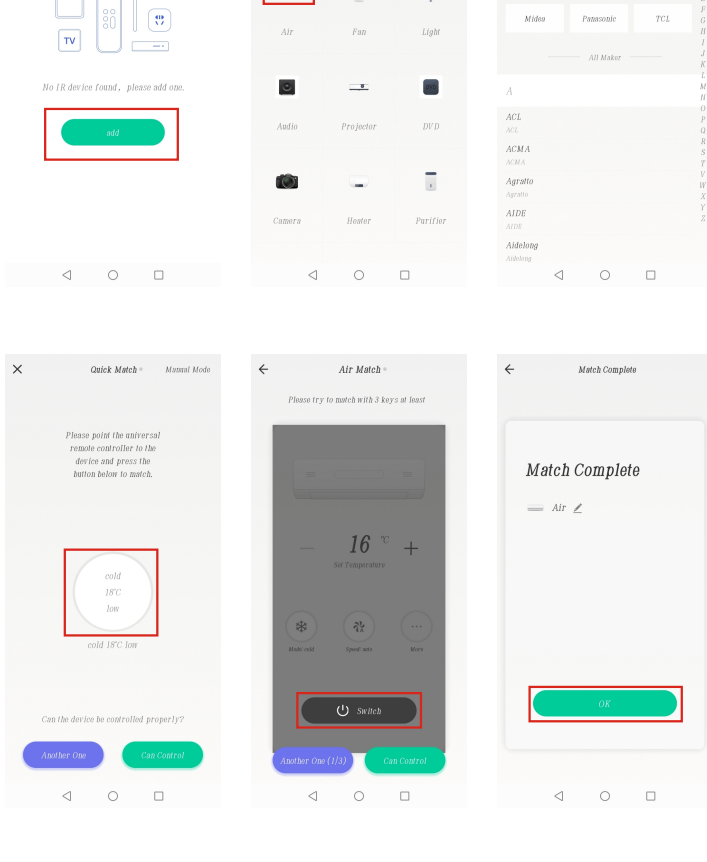 TV
No IR device found, please add one.
add
Air
Fan
Light
Audio
Projector
DVD
Camera
Heater
Purifier
Midea
Panasonic
TCL
All Maker
A
ACL
ACL
ACMA
ACMA
Agratto
Agratto
AIDE
AIDE
Aidelong
Aidelong
F
G
H
I
J
K
L
M
N
O
P
Q
R
S
T
V
W
X
Y
Z
Quick Match
Manual Mode
Please point the universal
remote controller to the
device and press the
button below to match.
cold
18°C
low
cold 18°C low
Can the device be controlled properly?
Another One
Can Control
Air Match
Please try to match with 3 keys at least
16 °C
Set Temperature
Mode: cold
Speed: auto
More
Switch
Another One (1/3)
Can Control
Match Complete
Match Complete
Air
OK